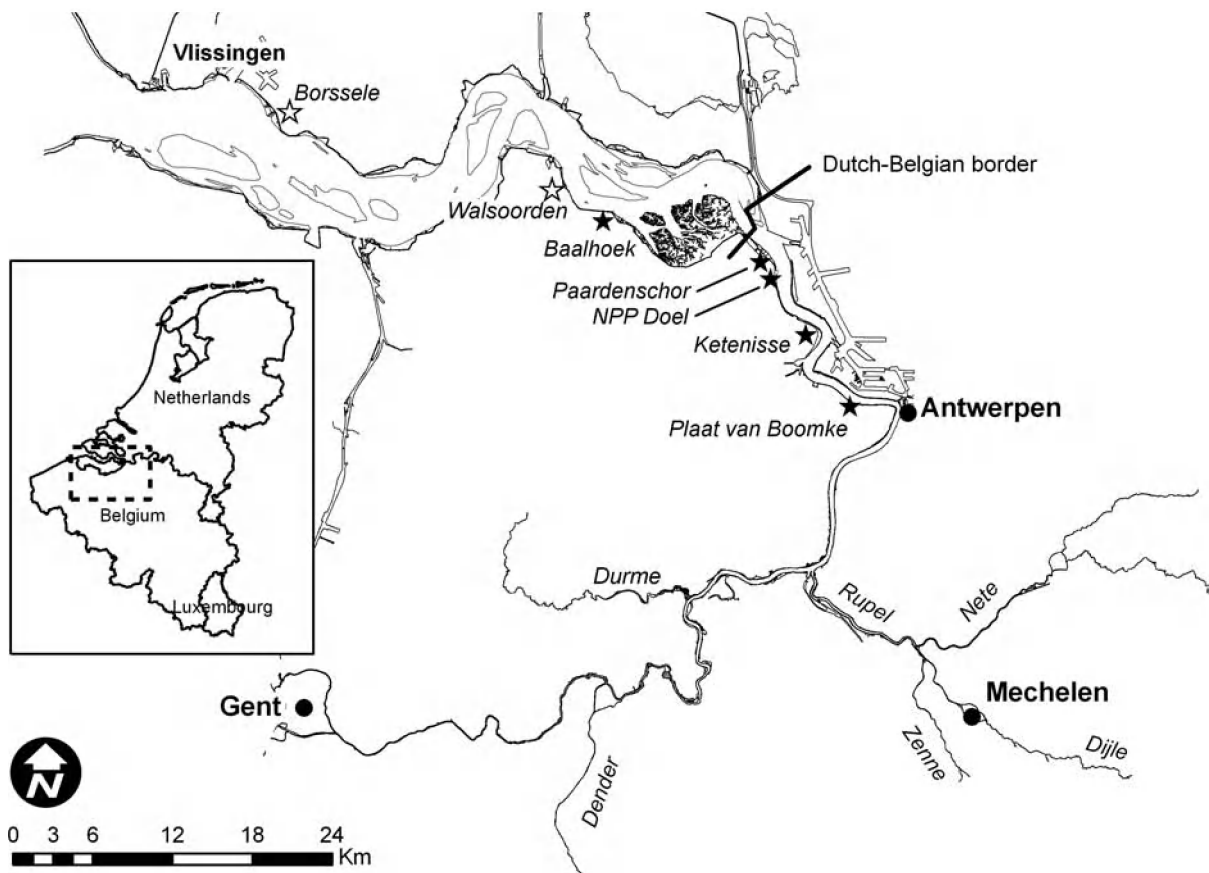 Vlissingen
Borssele
Dutch-Belgian border
Walsoorden
Baalhoek
Paardenschor
NPP Doel
Ketenisse
Antwerpen
Plaat van Boomke
Netherlands
Belgium
Luxembourg
Durme
Rupel
Nete
Gent
Mechelen
Zenne
Dijle
Dender
N
0 3 6 12 18 24
Km